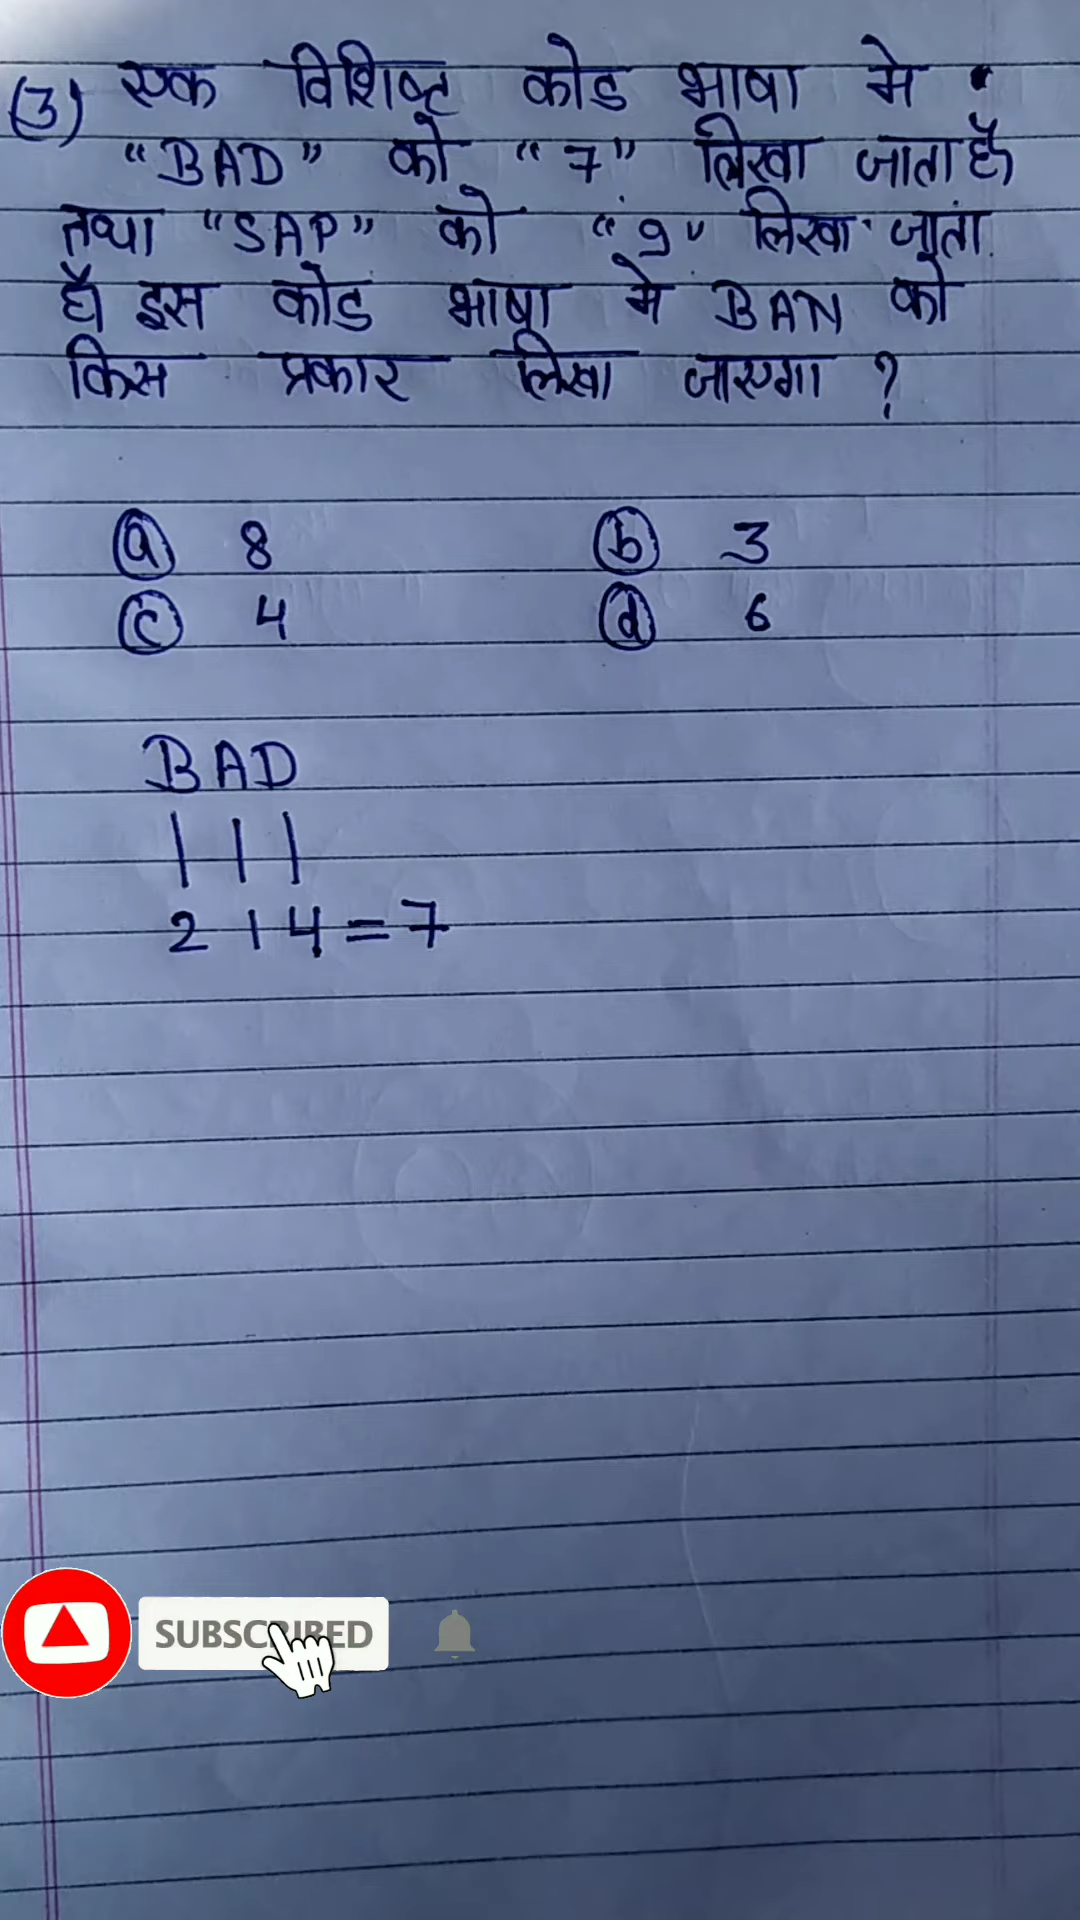 (3) एक विशिष्ट कोड भाषा मे
"BAD" को "7" लिखा जाता है
तथा "SAP" को "9" लिखा जाता
है इस कोड भाषा मे BAN को
किस प्रकार लिखा जाएगा ?
(a) 8 (b) 3
(c) 4 (d) 6
BAD
| | |
2 1 4 = 7
SUBSCRIBED